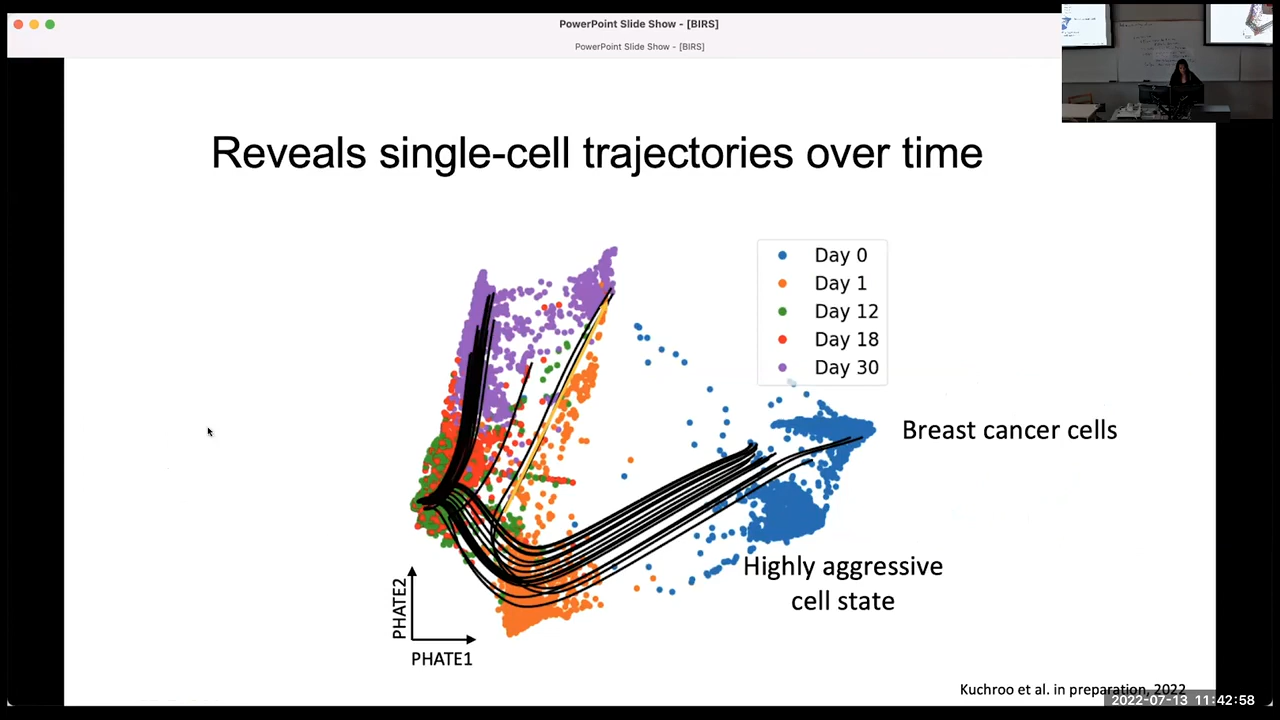 PowerPoint Slide Show - [BIRS]
PowerPoint Slide Show - [BIRS]
Reveals single-cell trajectories over time
Day 0
Day 1
Day 12
Day 18
Day 30
Breast cancer cells
Highly aggressive
cell state
PHATE2
PHATE1
Kuchroo et al. in preparation, 2022
2022-07-13 11:42:58